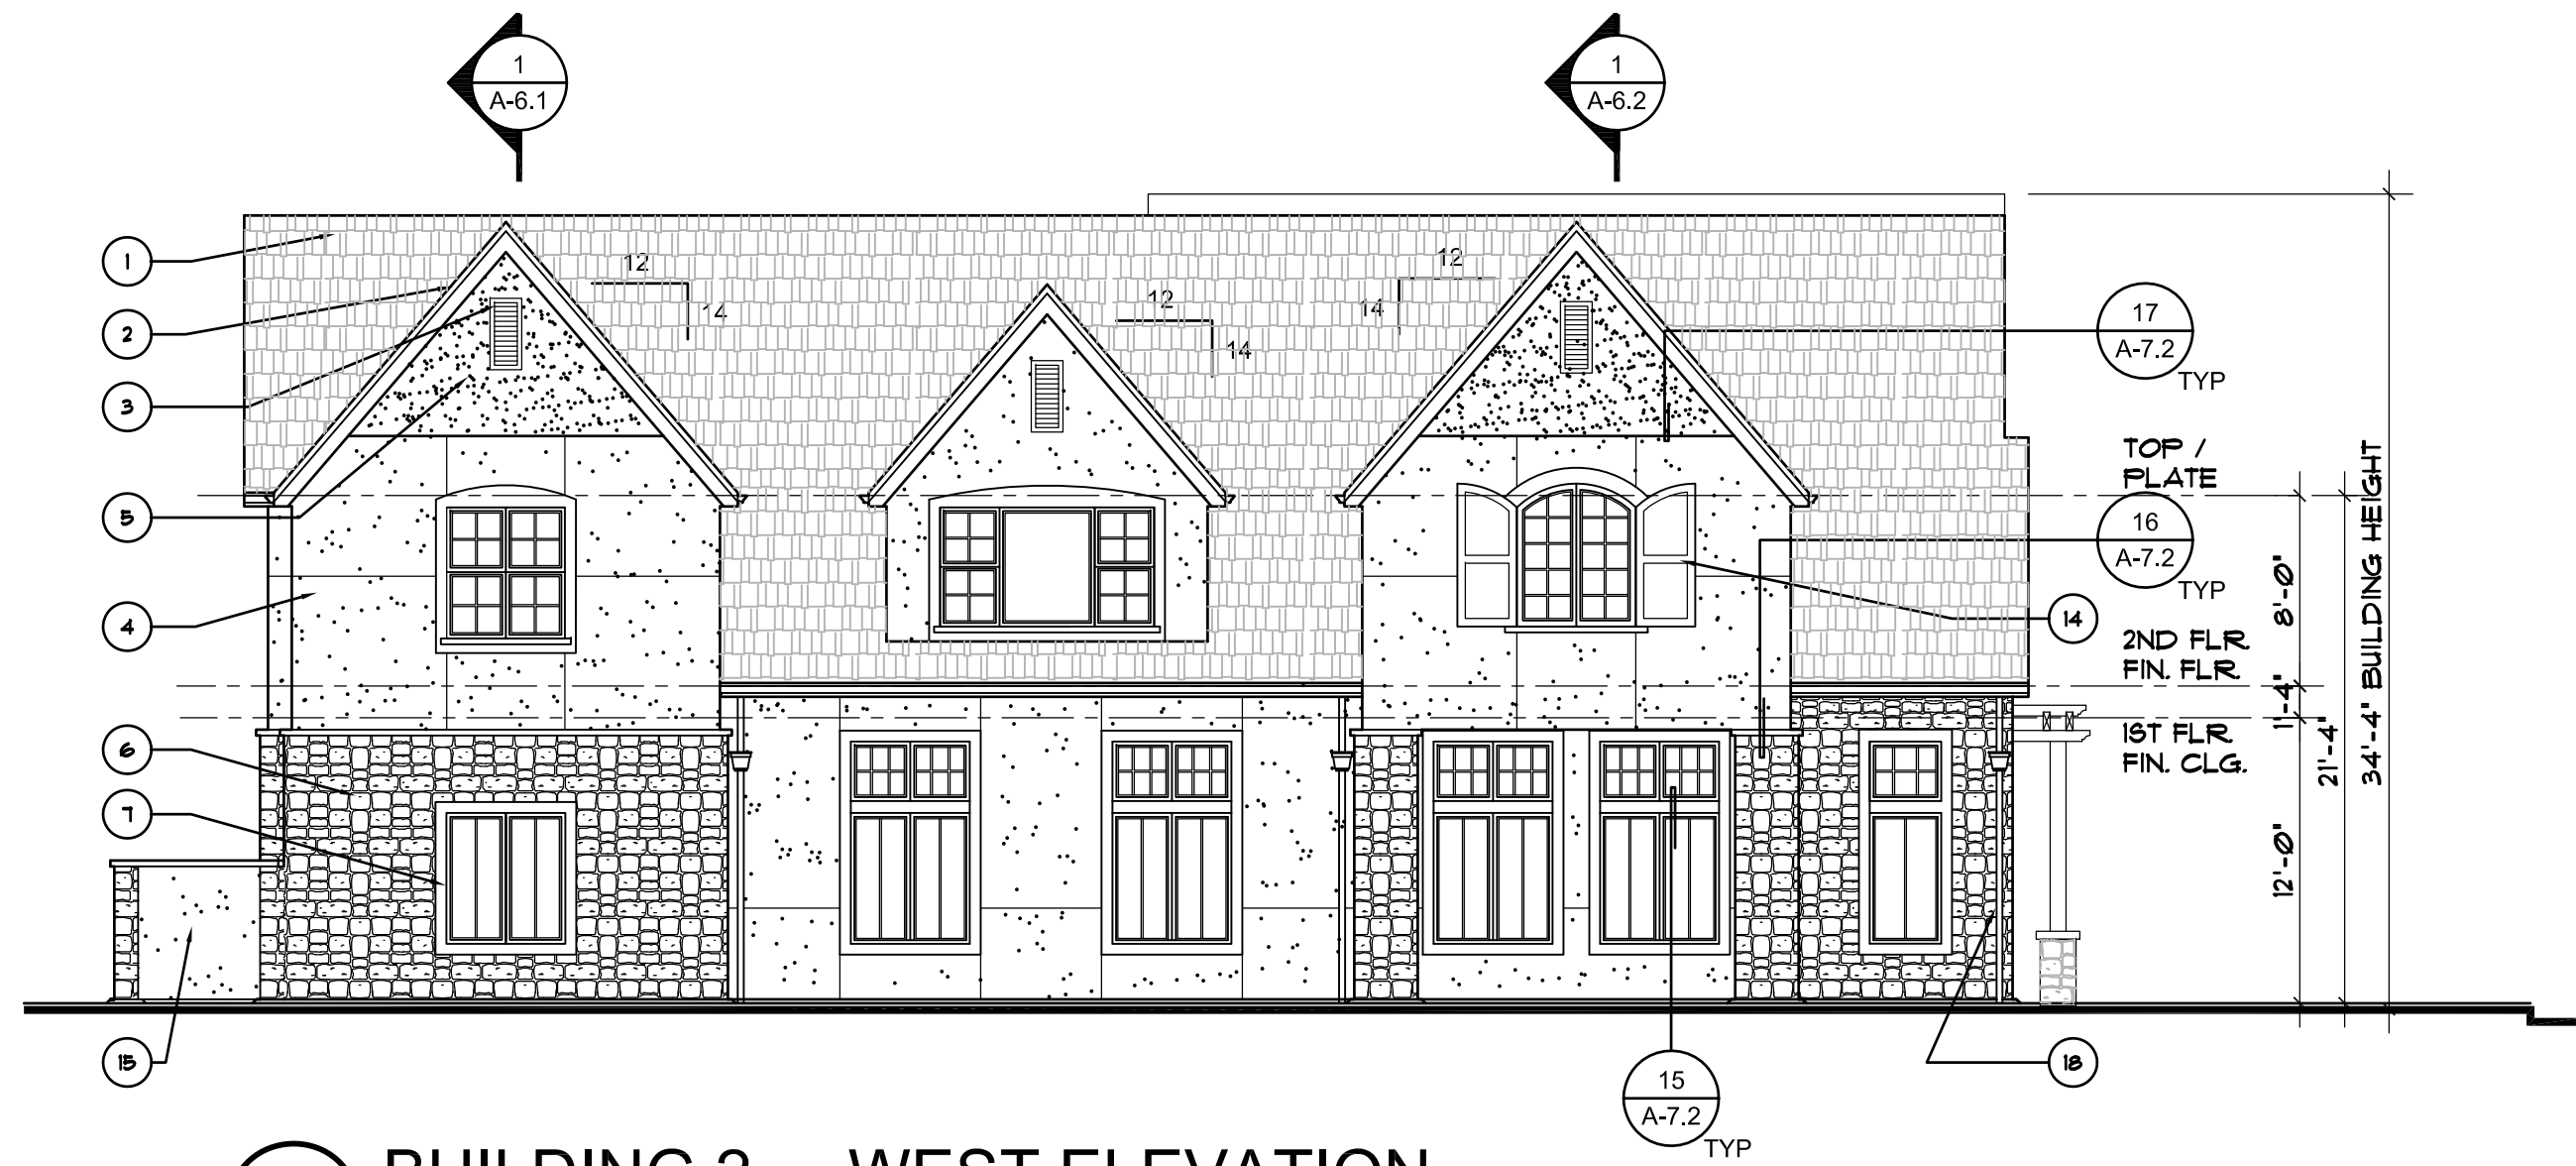 1
A-6.1
1
A-6.2
1
2
3
5
4
6
7
15
12
14
12
14
12
14
17
A-7.2
TYP
TOP /
PLATE
16
A-7.2
TYP
14
2ND FLR.
FIN. FLR.
1ST FLR.
FIN. CLG.
8'-0"
1'-4"
12'-0"
21'-4"
34'-4" BUILDING HEIGHT
18
15
A-7.2
TYP
WEST ELEVATION